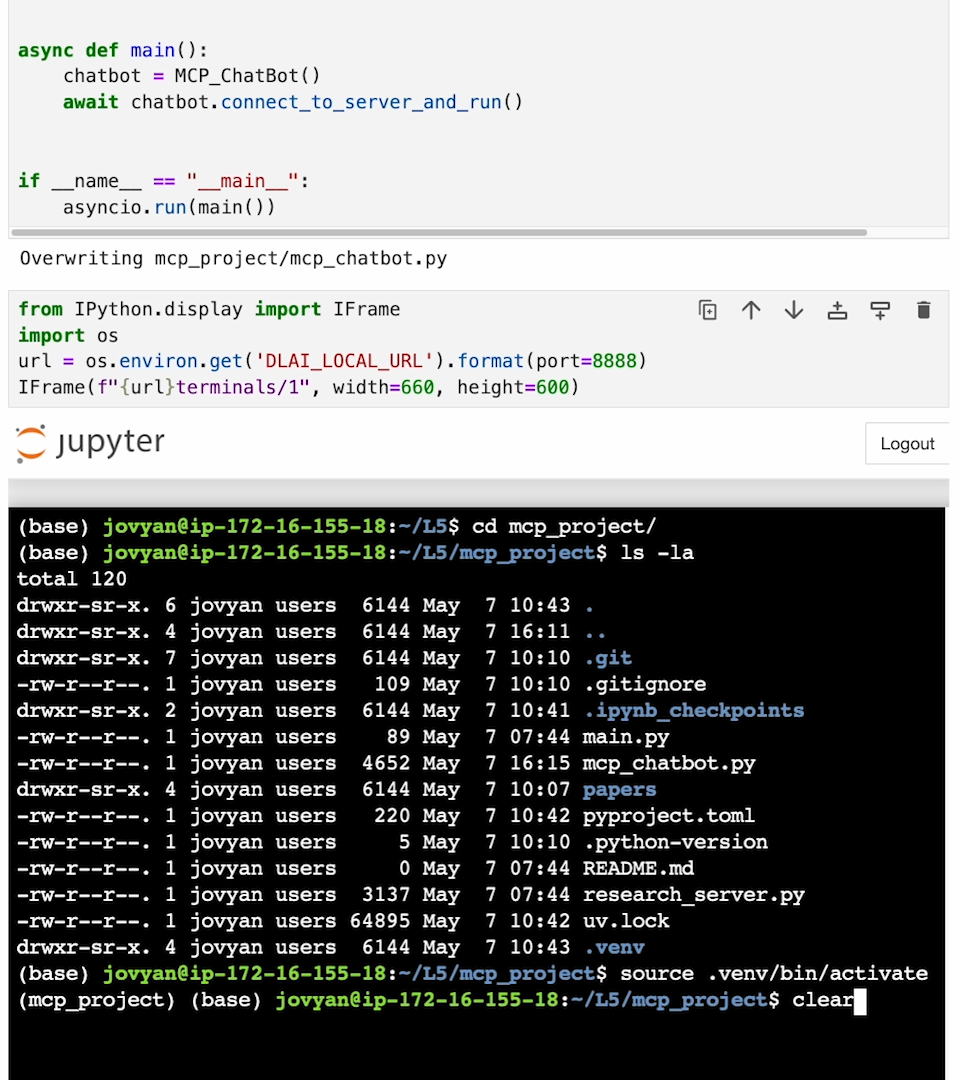 async def main():
    chatbot = MCP_ChatBot()
    await chatbot.connect_to_server_and_run()
if __name__ == "__main__":
    asyncio.run(main())
Overwriting mcp_project/mcp_chatbot.py
from IPython.display import IFrame
import os
url = os.environ.get('DLAI_LOCAL_URL').format(port=8888)
IFrame(f"{url}terminals/1", width=660, height=600)
jupyter
Logout
(base) jovyan@ip-172-16-155-18:~/L5$ cd mcp_project/
(base) jovyan@ip-172-16-155-18:~/L5/mcp_project$ ls -la
total 120
drwxr-sr-x. 6 jovyan users  6144 May  7 10:43 .
drwxr-sr-x. 4 jovyan users  6144 May  7 16:11 ..
drwxr-sr-x. 7 jovyan users  6144 May  7 10:10 .git
-rw-r--r--. 1 jovyan users   109 May  7 10:10 .gitignore
drwxr-sr-x. 2 jovyan users  6144 May  7 10:41 .ipynb_checkpoints
-rw-r--r--. 1 jovyan users    89 May  7 07:44 main.py
-rw-r--r--. 1 jovyan users  4652 May  7 16:15 mcp_chatbot.py
drwxr-sr-x. 4 jovyan users  6144 May  7 10:07 papers
-rw-r--r--. 1 jovyan users   220 May  7 10:42 pyproject.toml
-rw-r--r--. 1 jovyan users     5 May  7 10:10 .python-version
-rw-r--r--. 1 jovyan users     0 May  7 07:44 README.md
-rw-r--r--. 1 jovyan users  3137 May  7 07:44 research_server.py
-rw-r--r--. 1 jovyan users 64895 May  7 10:42 uv.lock
drwxr-sr-x. 4 jovyan users  6144 May  7 10:43 .venv
(base) jovyan@ip-172-16-155-18:~/L5/mcp_project$ source .venv/bin/activate
(mcp_project) (base) jovyan@ip-172-16-155-18:~/L5/mcp_project$ clear